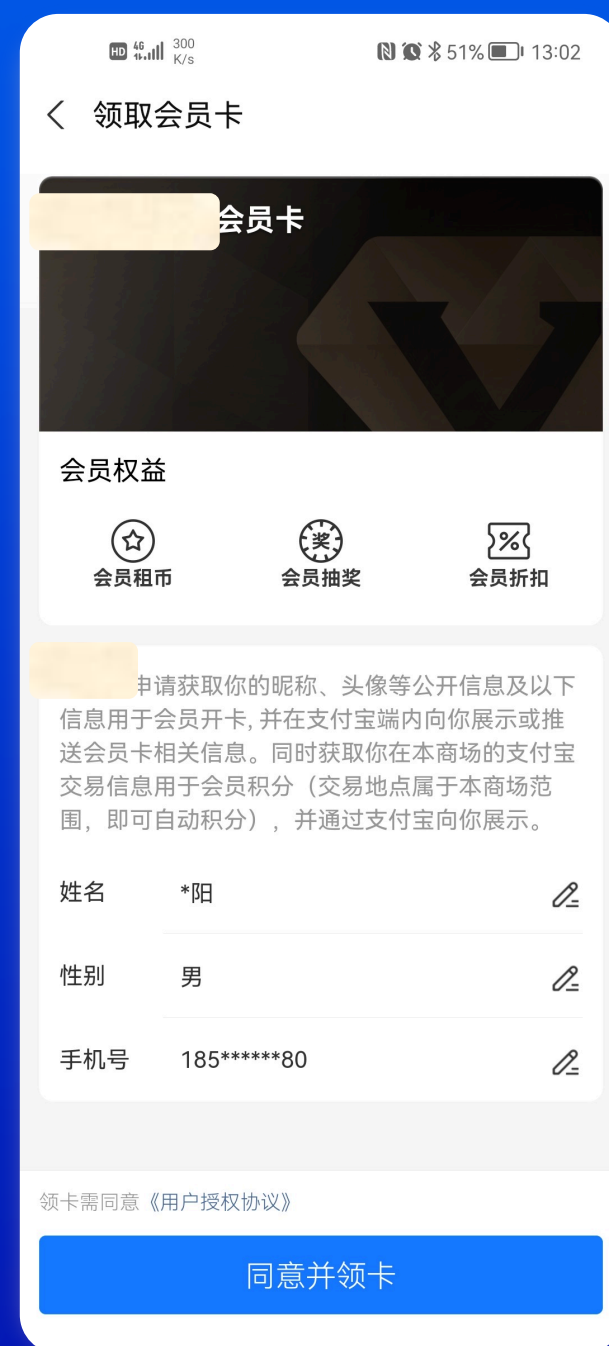 HD 4G 300 K/s 51% 13:02
领取会员卡
会员卡
会员权益
奖 %
会员租币 会员抽奖 会员折扣
申请获取你的昵称、头像等公开信息及以下
信息用于会员开卡, 并在支付宝端内向你展示或推
送会员卡相关信息。同时获取你在本商场的支付宝
交易信息用于会员积分（交易地点属于本商场范
围，即可自动积分）, 并通过支付宝向你展示。
姓名 *阳
性别 男
手机号 185******80
领卡需同意《用户授权协议》
同意并领卡